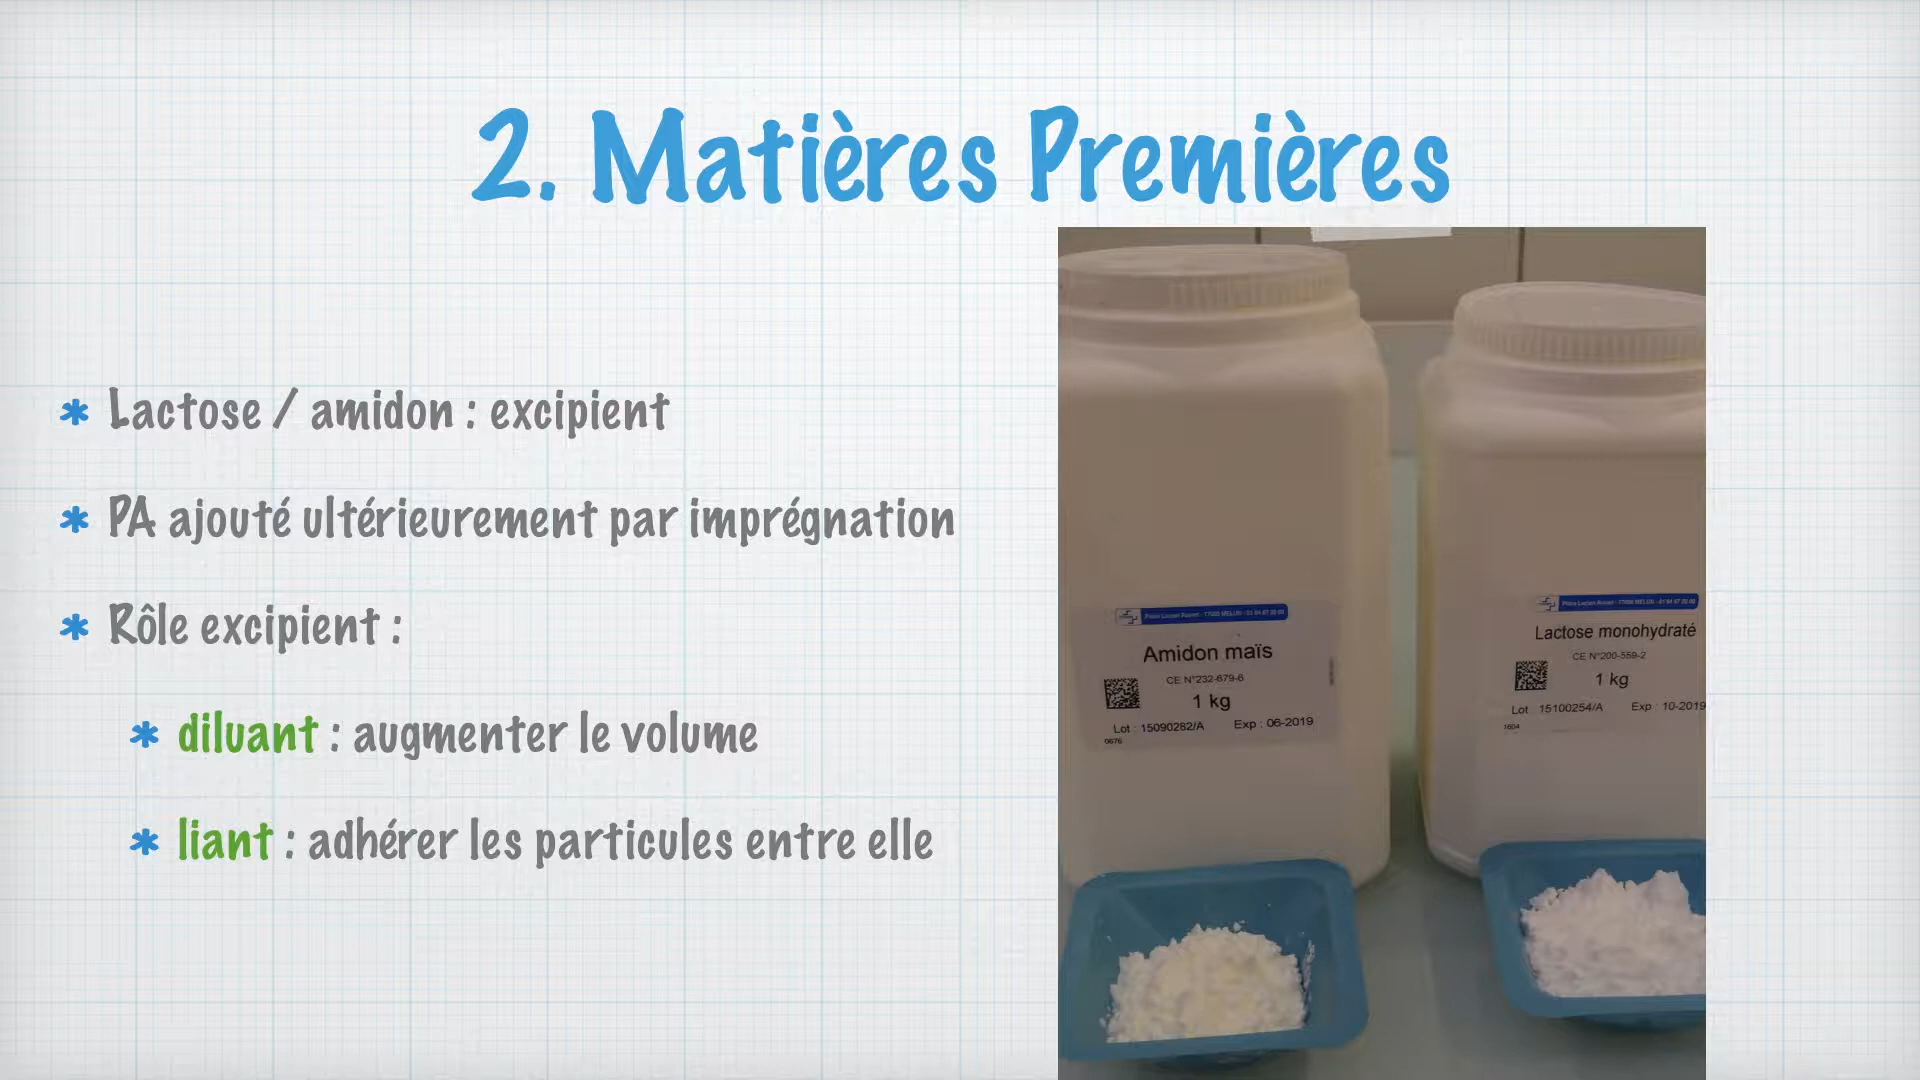 2. Matières Premières
* Lactose / amidon : excipient
* PA ajouté ultérieurement par imprégnation
* Rôle excipient :
* diluant : augmenter le volume
* liant : adhérer les particules entre elle
Amidon maïs
CE N°232-679-6
1 kg
Lot : 15090282/A Exp : 06-2019
0676
Lactose monohydraté
CE N°200-559-2
1 kg
Lot : 15100254/A Exp : 10-2019
1604